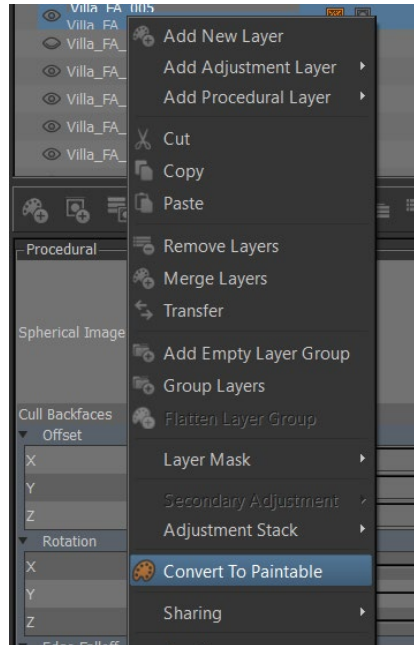 Villa_FA_005
Villa_FA_
Villa_FA_
Villa_FA_
Villa_FA_
Villa_FA_
Villa_FA_
Add New Layer
Add Adjustment Layer
Add Procedural Layer
Cut
Copy
Paste
Remove Layers
Merge Layers
Transfer
Add Empty Layer Group
Group Layers
Flatten Layer Group
Layer Mask
Secondary Adjustment
Adjustment Stack
Convert To Paintable
Sharing
Procedural
Spherical Image
Cull Backfaces
Offset
X
Y
Z
Rotation
X
Y
Z
Edge Falloff